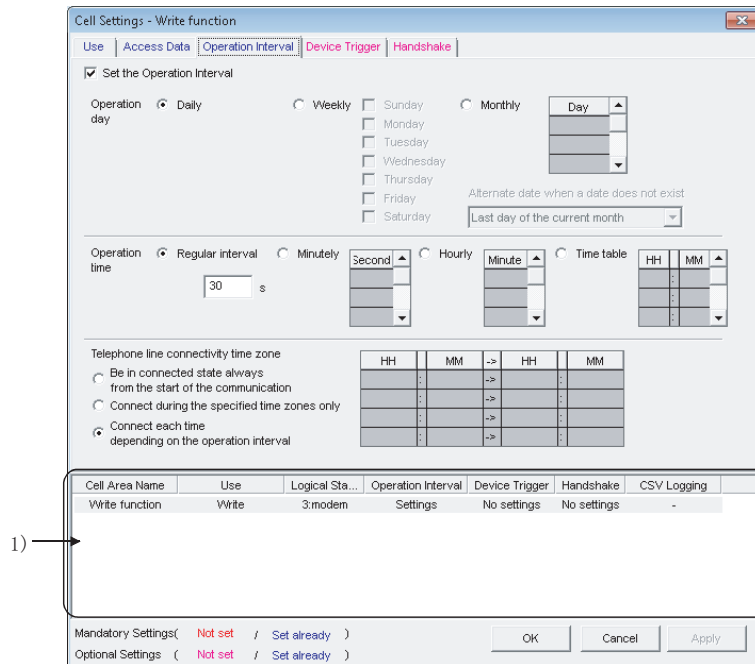 Cell Settings - Write function
Use Access Data Operation Interval Device Trigger Handshake
Set the Operation Interval
Operation day Daily Weekly Sunday Monthly Day
Monday
Tuesday
Wednesday
Thursday
Friday Alternate date when a date does not exist
Saturday Last day of the current month
Operation time Regular interval Minutely Second Hourly Minute Time table HH MM
30 s
:
:
:
Telephone line connectivity time zone
HH MM -> HH MM
Be in connected state always
from the start of the communication
: -> :
Connect during the specified time zones only
: -> :
: -> :
Connect each time
depending on the operation interval
: -> :
Cell Area Name Use Logical Sta... Operation Interval Device Trigger Handshake CSV Logging
Write function Write 3:modem Settings No settings No settings -
1)
Mandatory Settings( Not set / Set already )
Optional Settings ( Not set / Set already )
OK Cancel Apply